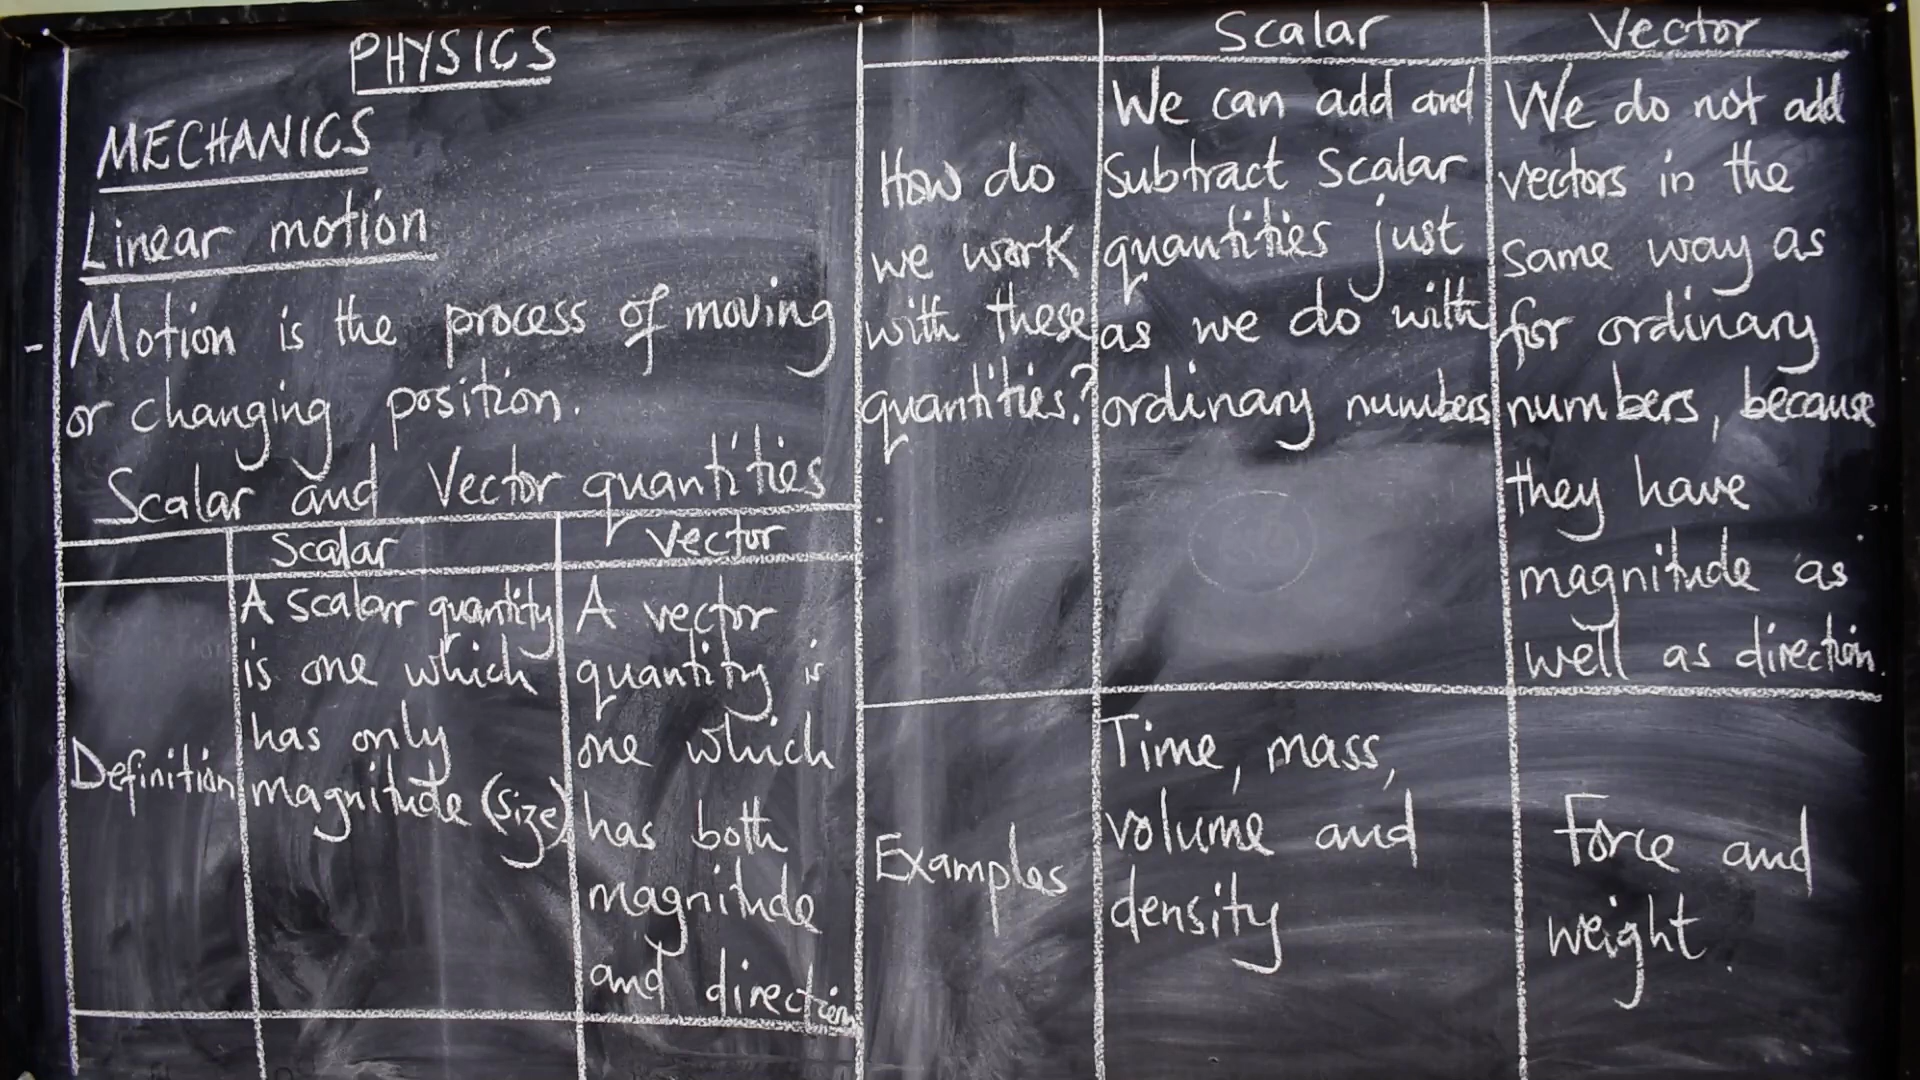 PHYSICS
MECHANICS
Linear motion
- Motion is the process of moving
or changing position.
Scalar and Vector quantities
Scalar Vector
Definition
A scalar quantity
is one which
has only
magnitude (size)
A vector
quantity is
one which
has both
magnitude
and direction
Scalar Vector
How do
we work
with these
quantities?
We can add and
subtract scalar
quantities just
as we do with
ordinary numbers
We do not add
vectors in the
same way as
for ordinary
numbers, because
they have
magnitude as
well as direction.
Examples
Time, mass,
volume and
density
Force and
weight.